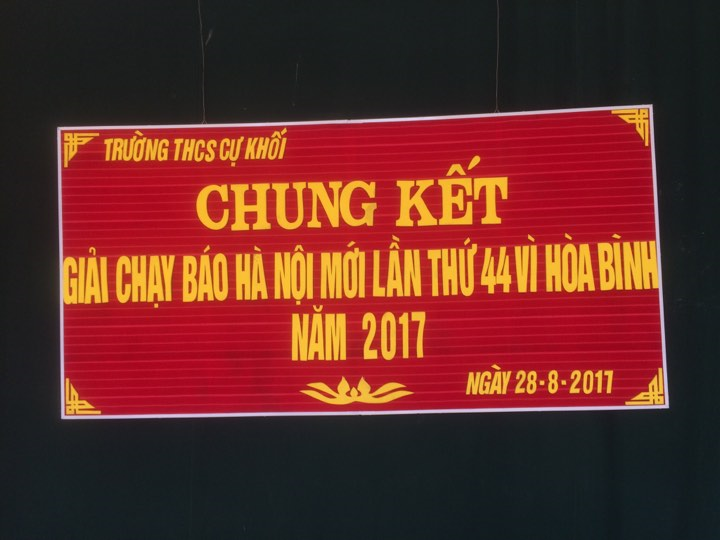 TRƯỜNG THCS CỰ KHỐI
CHUNG KẾT
GIẢI CHẠY BÁO HÀ NỘI MỚI LẦN THỨ 44 VÌ HÒA BÌNH
NĂM 2017
NGÀY 28-8-2017